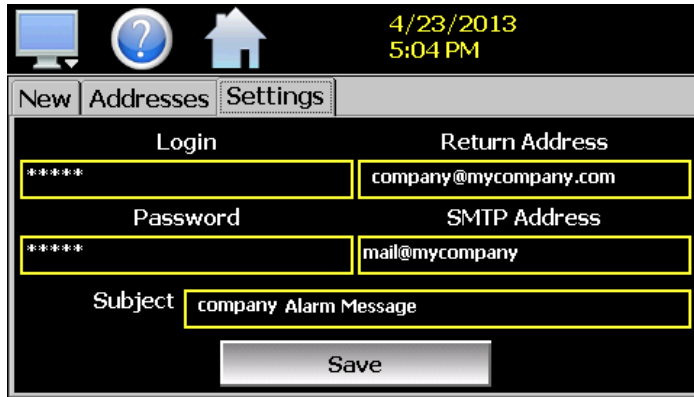 4/23/2013
5:04 PM
New Addresses Settings
Login Return Address
***** company@mycompany.com
Password SMTP Address
***** mail@mycompany
Subject company Alarm Message
Save